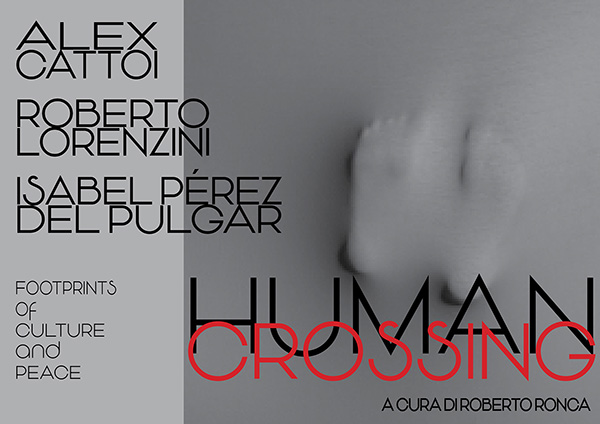 ALEX
CATTOI
ROBERTO
LORENZINI
ISABEL PÉREZ
DEL PULGAR
FOOTPRINTS
OF
CULTURE
and
PEACE
HUMAN
CROSSING
A CURA DI ROBERTO RONCA